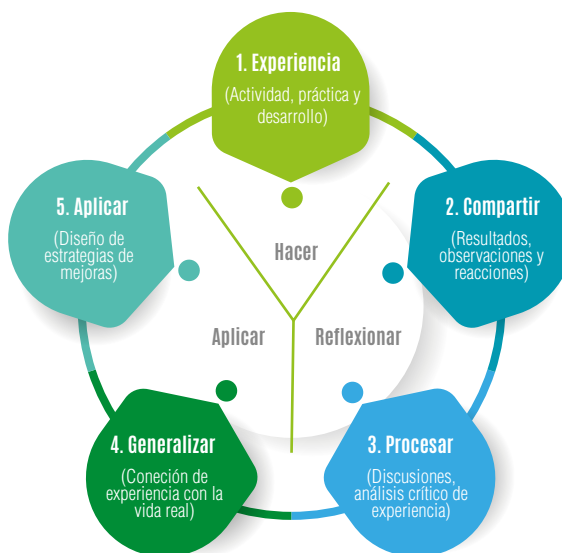 1. Experiencia
(Actividad, práctica y
desarrollo)
2. Compartir
(Resultados,
observaciones y
reacciones)
3. Procesar
(Discusiones,
análisis crítico de
experiencia)
4. Generalizar
(Coneción de
experiencia con la
vida real)
5. Aplicar
(Diseño de
estrategias de
mejoras)
Hacer
Reflexionar
Aplicar